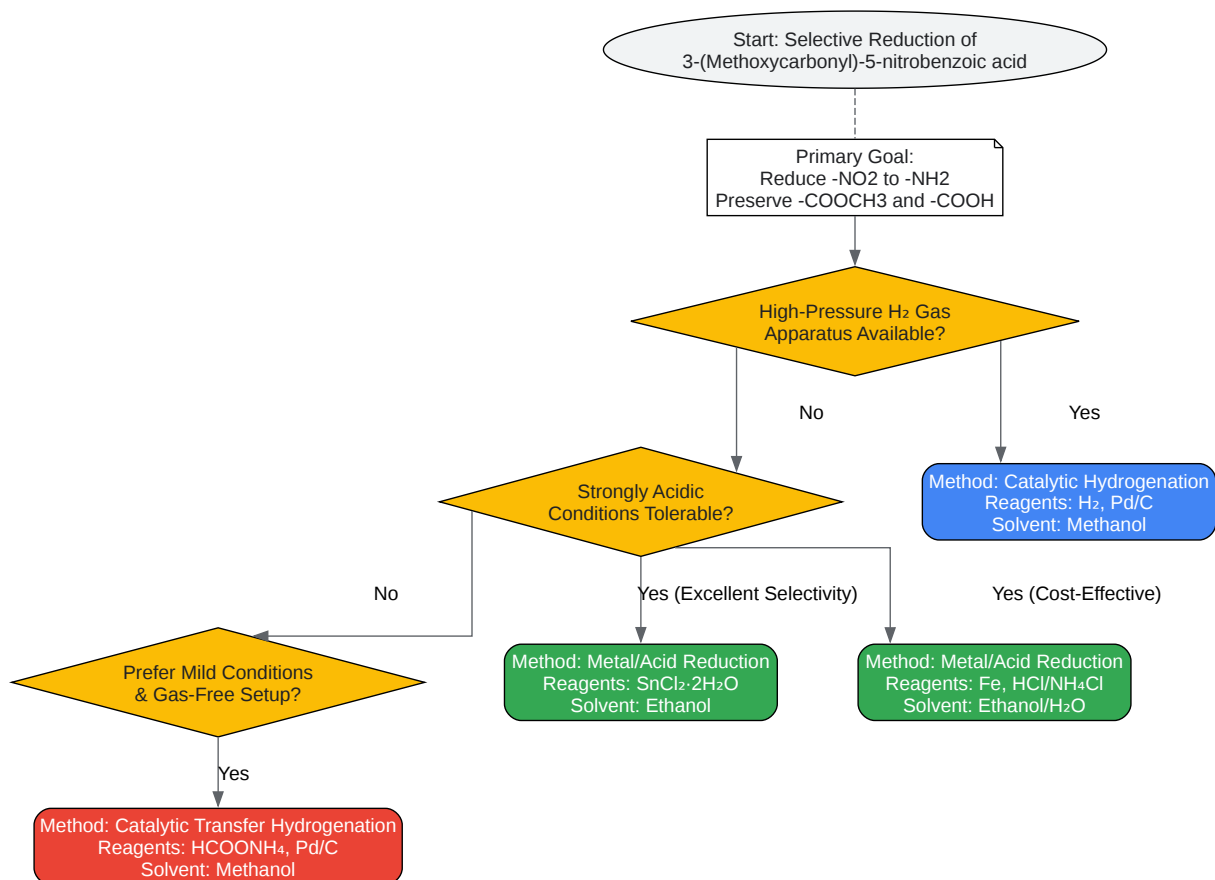 Start: Selective Reduction of
3-(Methoxycarbonyl)-5-nitrobenzoic acid
Primary Goal:
Reduce -NO2 to -NH2
Preserve -COOCH3 and -COOH
High-Pressure H₂ Gas
Apparatus Available?
No
Yes
Strongly Acidic
Conditions Tolerable?
Method: Catalytic Hydrogenation
Reagents: H₂, Pd/C
Solvent: Methanol
No
Yes (Excellent Selectivity)
Yes (Cost-Effective)
Prefer Mild Conditions
& Gas-Free Setup?
Method: Metal/Acid Reduction
Reagents: SnCl₂·2H₂O
Solvent: Ethanol
Method: Metal/Acid Reduction
Reagents: Fe, HCl/NH₄Cl
Solvent: Ethanol/H₂O
Yes
Method: Catalytic Transfer Hydrogenation
Reagents: HCOONH₄, Pd/C
Solvent: Methanol